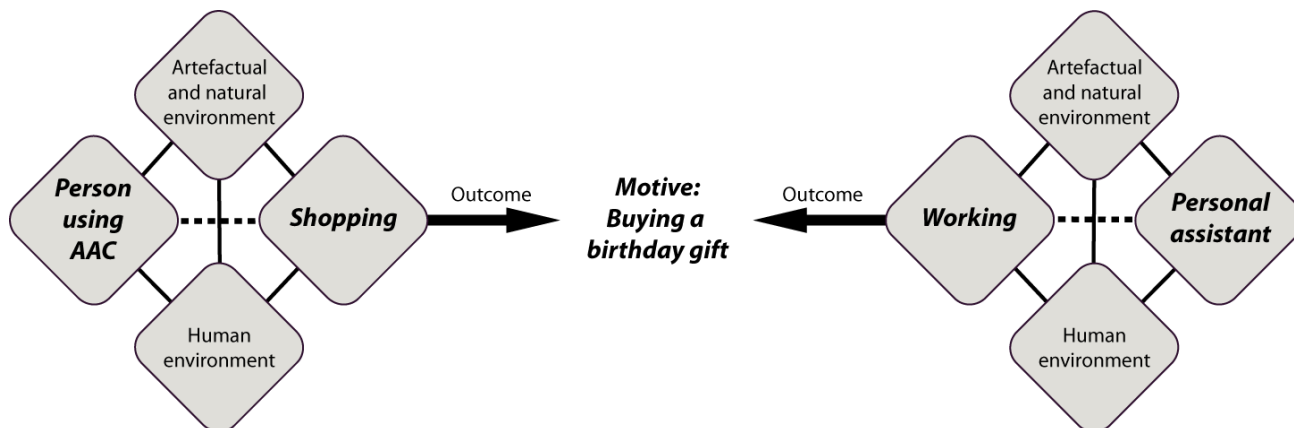 Artefactual
and natural
environment
Person
using
AAC
Shopping
Human
environment
Outcome
Motive:
Buying a
birthday gift
Outcome
Artefactual
and natural
environment
Working
Personal
assistant
Human
environment